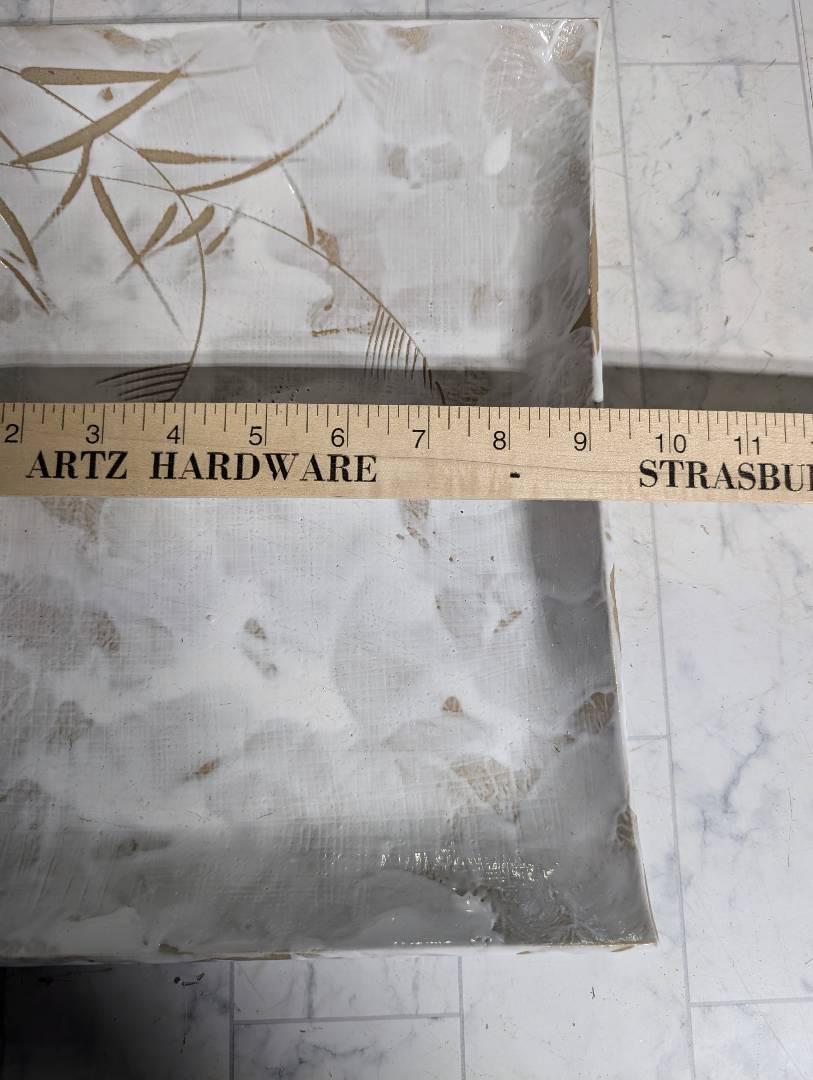 2 3 4 5 6 7 8 9 10 11
ARTZ HARDWARE - STRASBU